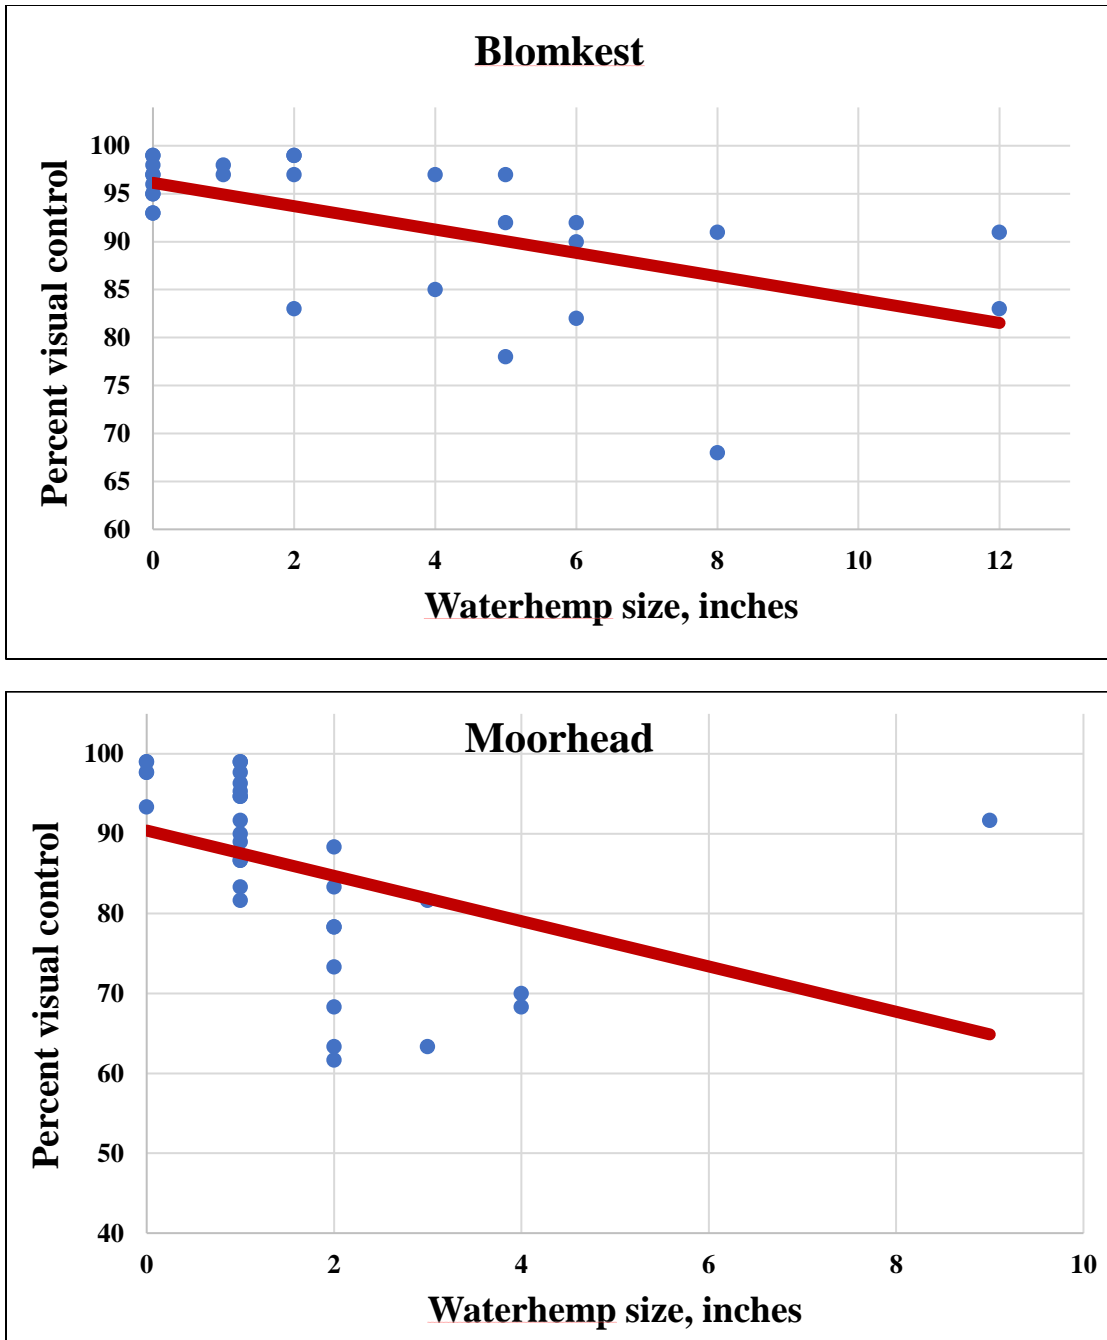 Blomkest
Percent visual control
100
95
90
85
80
75
70
65
60
0 2 4 6 8 10 12
Waterhemp size, inches
Moorhead
Percent visual control
100
90
80
70
60
50
40
0 2 4 6 8 10
Waterhemp size, inches